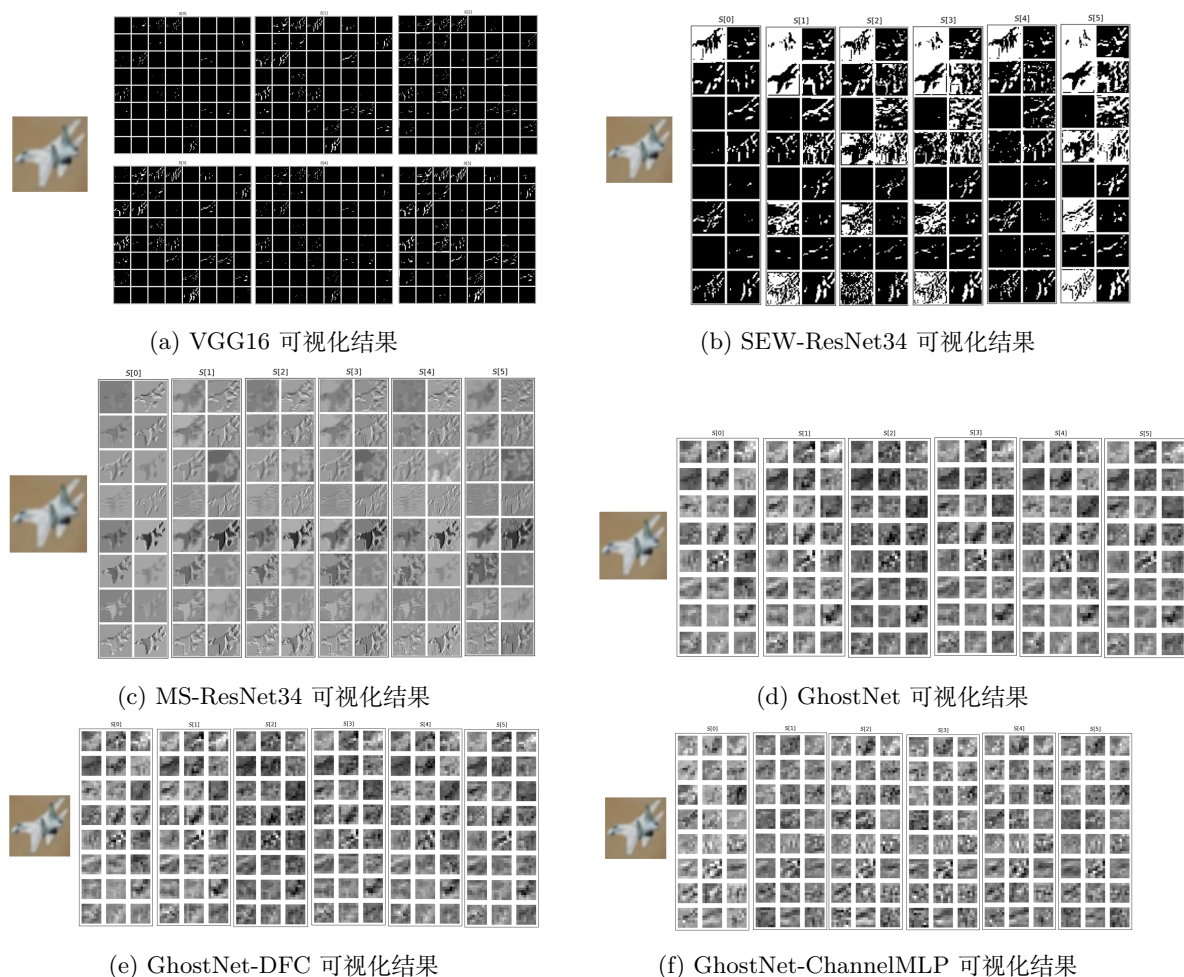 S[0] S[1] S[2]
S[3] S[4] S[5]
(a) VGG16 可视化结果
S[0] S[1] S[2] S[3] S[4] S[5]
(b) SEW-ResNet34 可视化结果
S[0] S[1] S[2] S[3] S[4] S[5]
(c) MS-ResNet34 可视化结果
S[0] S[1] S[2] S[3] S[4] S[5]
(d) GhostNet 可视化结果
S[0] S[1] S[2] S[3] S[4] S[5]
(e) GhostNet-DFC 可视化结果
S[0] S[1] S[2] S[3] S[4] S[5]
(f) GhostNet-ChannelMLP 可视化结果